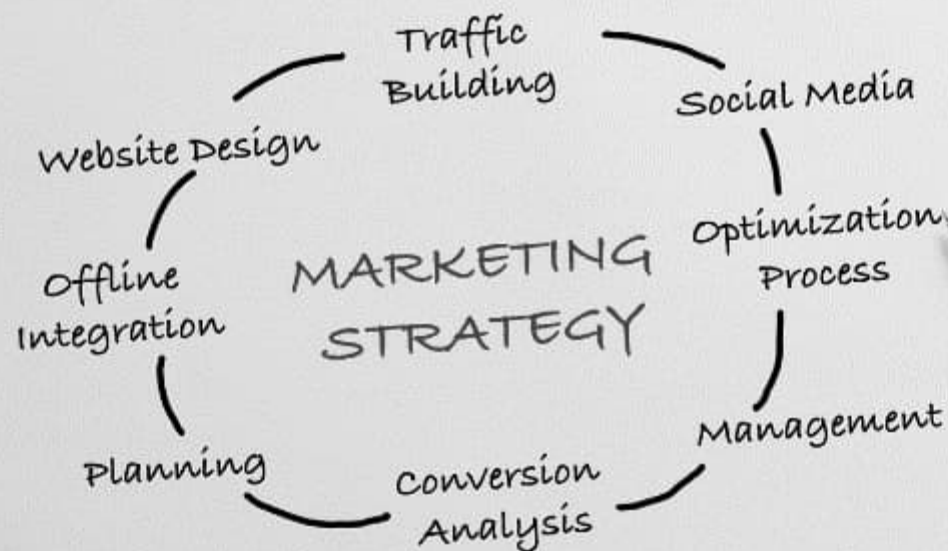 Traffic
Building
Social Media
Optimization
Process
Management
Conversion
Analysis
Planning
Offline
Integration
Website Design
MARKETING
STRATEGY